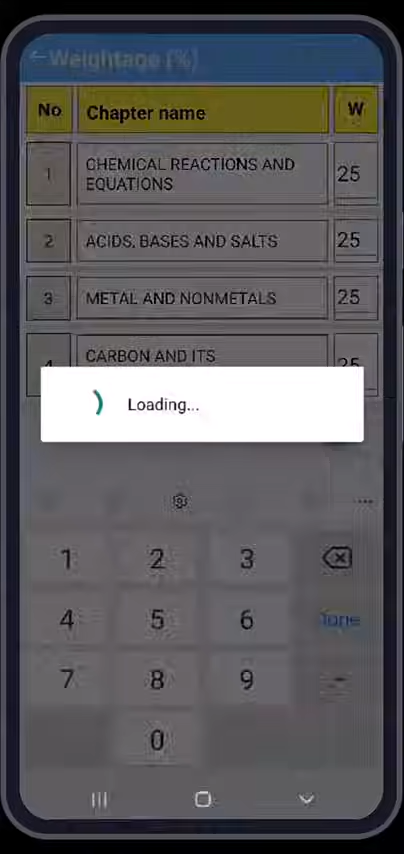 ←Weightage (%)
No Chapter name W
1 CHEMICAL REACTIONS AND EQUATIONS 25
2 ACIDS, BASES AND SALTS 25
3 METAL AND NONMETALS 25
4 CARBON AND ITS 25
Loading...
1 2 3
4 5 6 Done
7 8 9 .-
0